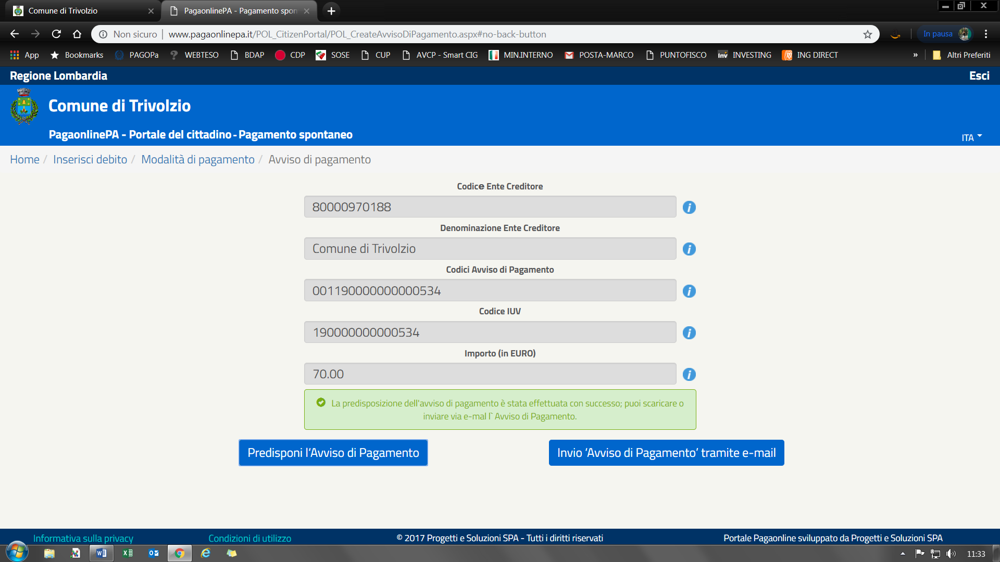 Comune di Trivolzio
PagaonlinePA - Pagamento spon
Non sicuro | www.pagaonlinepa.it/POL_CitizenPortal/POL_CreateAvvisoDiPagamento.aspx#no-back-button
In pausa
App Bookmarks PAGOPa WEBTESO BDAP CDP SOSE CUP AVCP - Smart CIG MIN.INTERNO POSTA-MARCO PUNTOFISCO INVESTING ING DIRECT » Altri Preferiti
Regione Lombardia
Esci
Comune di Trivolzio
PagaonlinePA - Portale del cittadino - Pagamento spontaneo
ITA
Home / Inserisci debito / Modalità di pagamento / Avviso di pagamento
Codice Ente Creditore
80000970188
Denominazione Ente Creditore
Comune di Trivolzio
Codici Avviso di Pagamento
001190000000000534
Codice IUV
190000000000534
Importo (in EURO)
70.00
La predisposizione dell'avviso di pagamento è stata effettuata con successo; puoi scaricare o
inviare via e-mal l` Avviso di Pagamento.
Predisponi l‘Avviso di Pagamento
Invio ‘Avviso di Pagamento’ tramite e-mail
Informativa sulla privacy
Condizioni di utilizzo
© 2017 Progetti e Soluzioni SPA - Tutti i diritti riservati
Portale Pagaonline sviluppato da Progetti e Soluzioni SPA
11:33